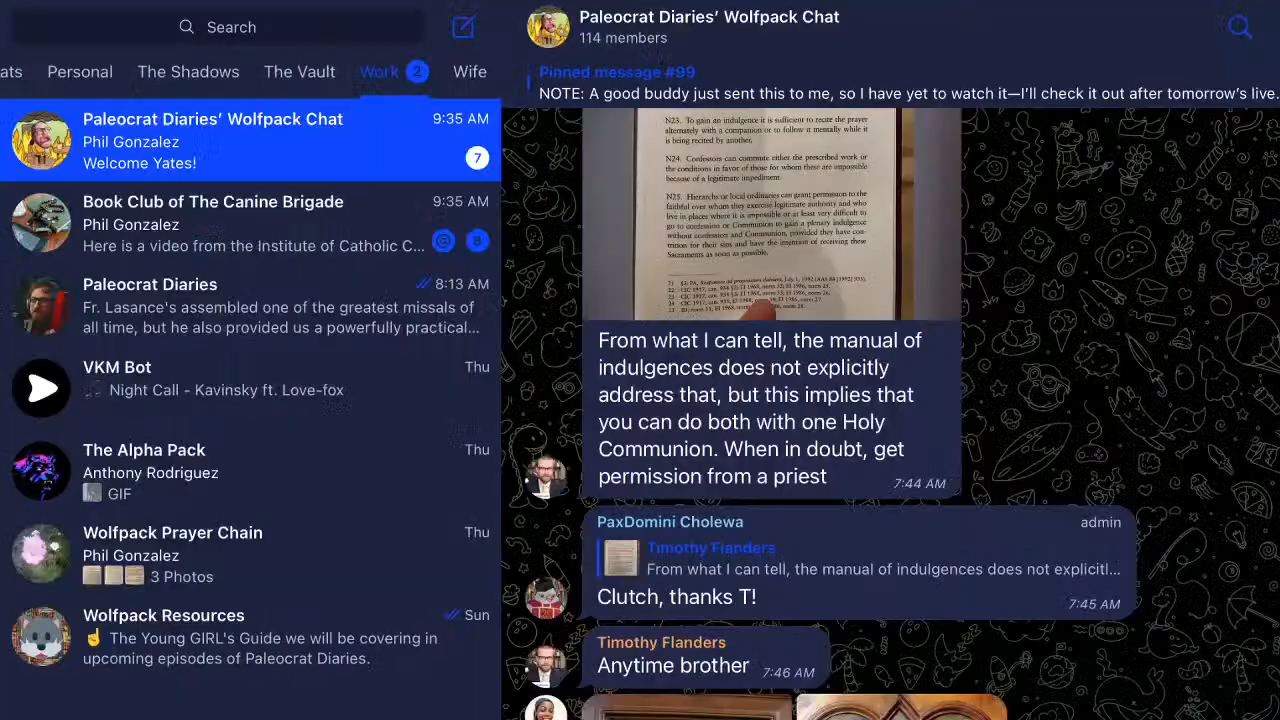 Search
ats Personal The Shadows The Vault Work 2 Wife
Paleocrat Diaries’ Wolfpack Chat 9:35 AM
Phil Gonzalez
Welcome Yates! 7
Book Club of The Canine Brigade 9:35 AM
Phil Gonzalez
Here is a video from the Institute of Catholic C... @ 8
Paleocrat Diaries 8:13 AM
Fr. Lasance's assembled one of the greatest missals of
all time, but he also provided us a powerfully practical...
VKM Bot Thu
Night Call - Kavinsky ft. Love-fox
The Alpha Pack Thu
Anthony Rodriguez
GIF
Wolfpack Prayer Chain Thu
Phil Gonzalez
3 Photos
Wolfpack Resources Sun
☝️ The Young GIRL's Guide we will be covering in
upcoming episodes of Paleocrat Diaries.
Paleocrat Diaries’ Wolfpack Chat
114 members
Pinned message #99
NOTE: A good buddy just sent this to me, so I have yet to watch it—I’ll check it out after tomorrow’s live.
N23. To gain an indulgence it is sufficient to recite the prayer
alternately with a companion or to follow it mentally while it
is being recited by another.
N24. Confessors can commute either the prescribed work or
the conditions in favor of those for whom these are impossible
because of a legitimate impediment.
N25. Hierarchs or local ordinaries can grant permission to the
faithful over whom they exercise legitimate authority and who
live in places where it is impossible or at least very difficult to
go to confession or Communion to gain a plenary indulgence
without confession and Communion, provided they have con-
trition for their sins and have the intention of receiving these
Sacraments as soon as possible.
From what I can tell, the manual of
indulgences does not explicitly
address that, but this implies that
you can do both with one Holy
Communion. When in doubt, get
permission from a priest 7:44 AM
PaxDomini Cholewa admin
Timothy Flanders
From what I can tell, the manual of indulgences does not explicitl...
Clutch, thanks T! 7:45 AM
Timothy Flanders
Anytime brother 7:46 AM